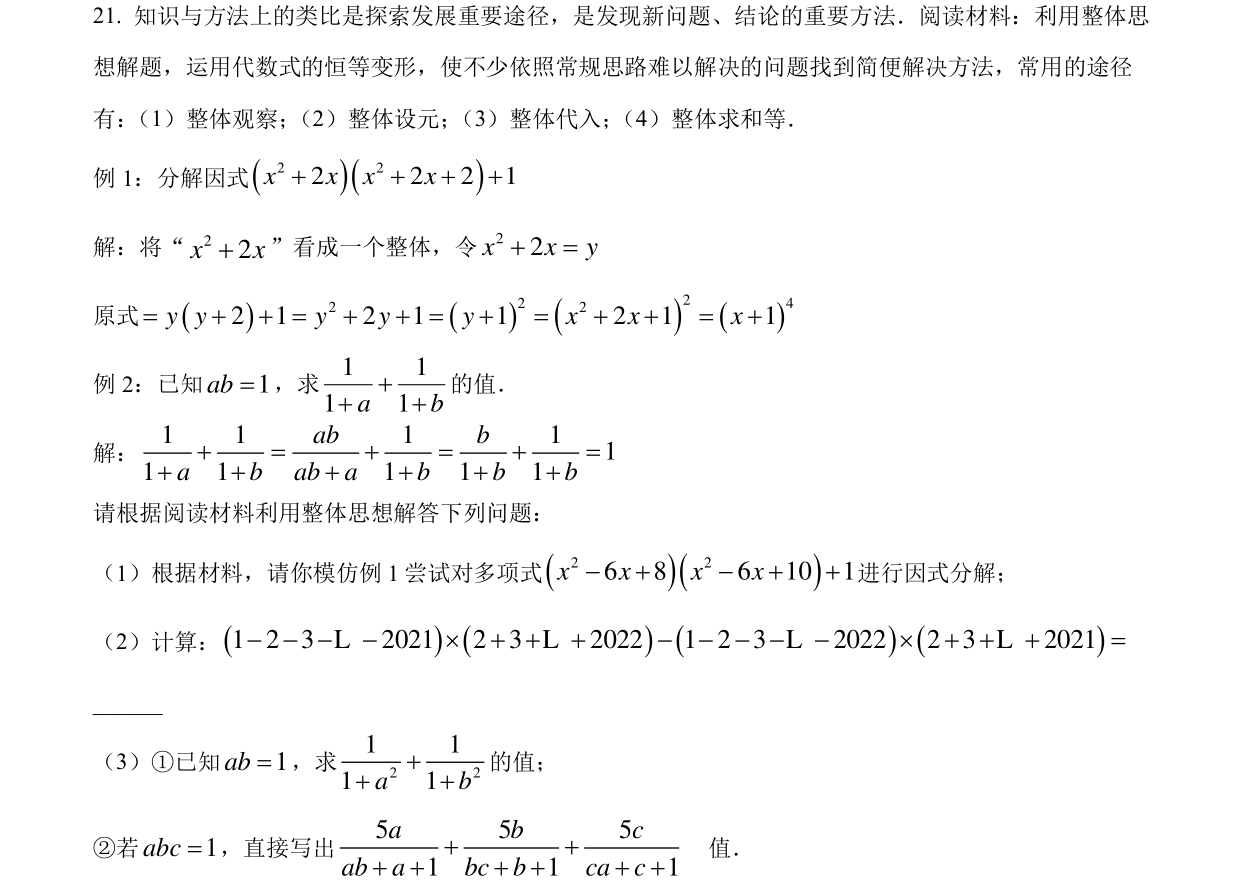 21. 知识与方法上的类比是探索发展重要途径，是发现新问题、结论的重要方法．阅读材料：利用整体思
想解题，运用代数式的恒等变形，使不少依照常规思路难以解决的问题找到简便解决方法，常用的途径
有：（1）整体观察；（2）整体设元；（3）整体代入；（4）整体求和等．
例 1：分解因式(x²+2x)(x²+2x+2)+1
解：将“x²+2x”看成一个整体，令x²+2x=y
原式=y(y+2)+1=y²+2y+1=(y+1)²=(x²+2x+1)²=(x+1)⁴
例 2：已知ab=1，求1/(1+a)+1/(1+b)的值．
解：1/(1+a)+1/(1+b)=ab/(ab+a)+1/(1+b)=b/(1+b)+1/(1+b)=1
请根据阅读材料利用整体思想解答下列问题：
（1）根据材料，请你模仿例 1 尝试对多项式(x²-6x+8)(x²-6x+10)+1进行因式分解；
（2）计算：(1-2-3-L -2021)×(2+3+L +2022)-(1-2-3-L -2022)×(2+3+L +2021)=
______
（3）①已知ab=1，求1/(1+a²)+1/(1+b²)的值；
②若abc=1，直接写出5a/(ab+a+1)+5b/(bc+b+1)+5c/(ca+c+1) 值．